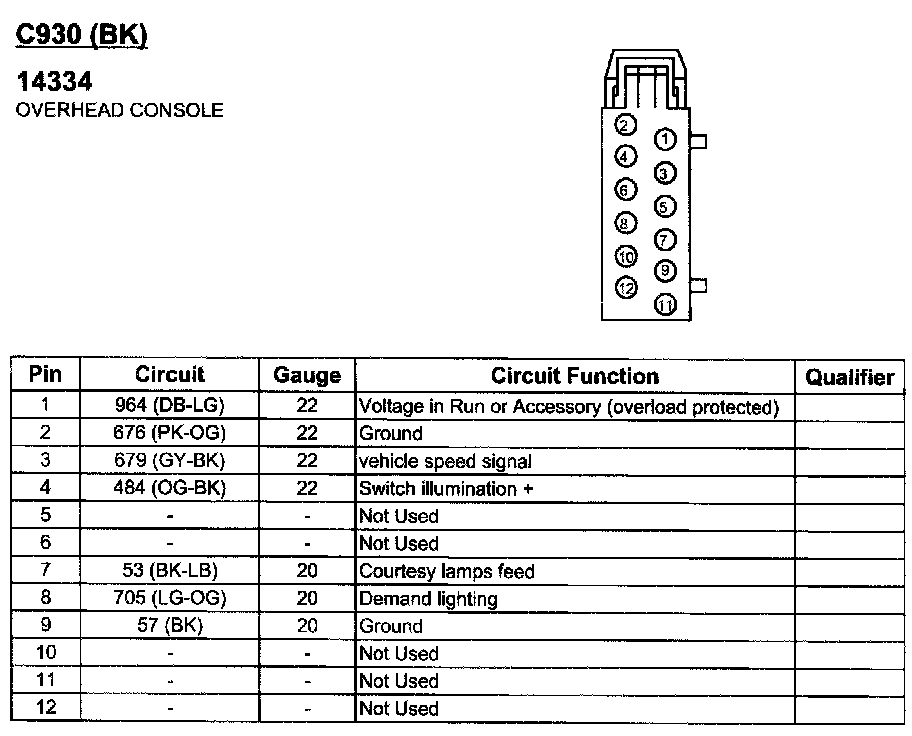 C930 (BK)
14334
OVERHEAD CONSOLE
2
1
4
3
6
5
8
7
10
9
12
11
Pin Circuit Gauge Circuit Function Qualifier
1 964 (DB-LG) 22 Voltage in Run or Accessory (overload protected)
2 676 (PK-OG) 22 Ground
3 679 (GY-BK) 22 vehicle speed signal
4 484 (OG-BK) 22 Switch illumination +
5 - - Not Used
6 - - Not Used
7 53 (BK-LB) 20 Courtesy lamps feed
8 705 (LG-OG) 20 Demand lighting
9 57 (BK) 20 Ground
10 - - Not Used
11 - - Not Used
12 - - Not Used